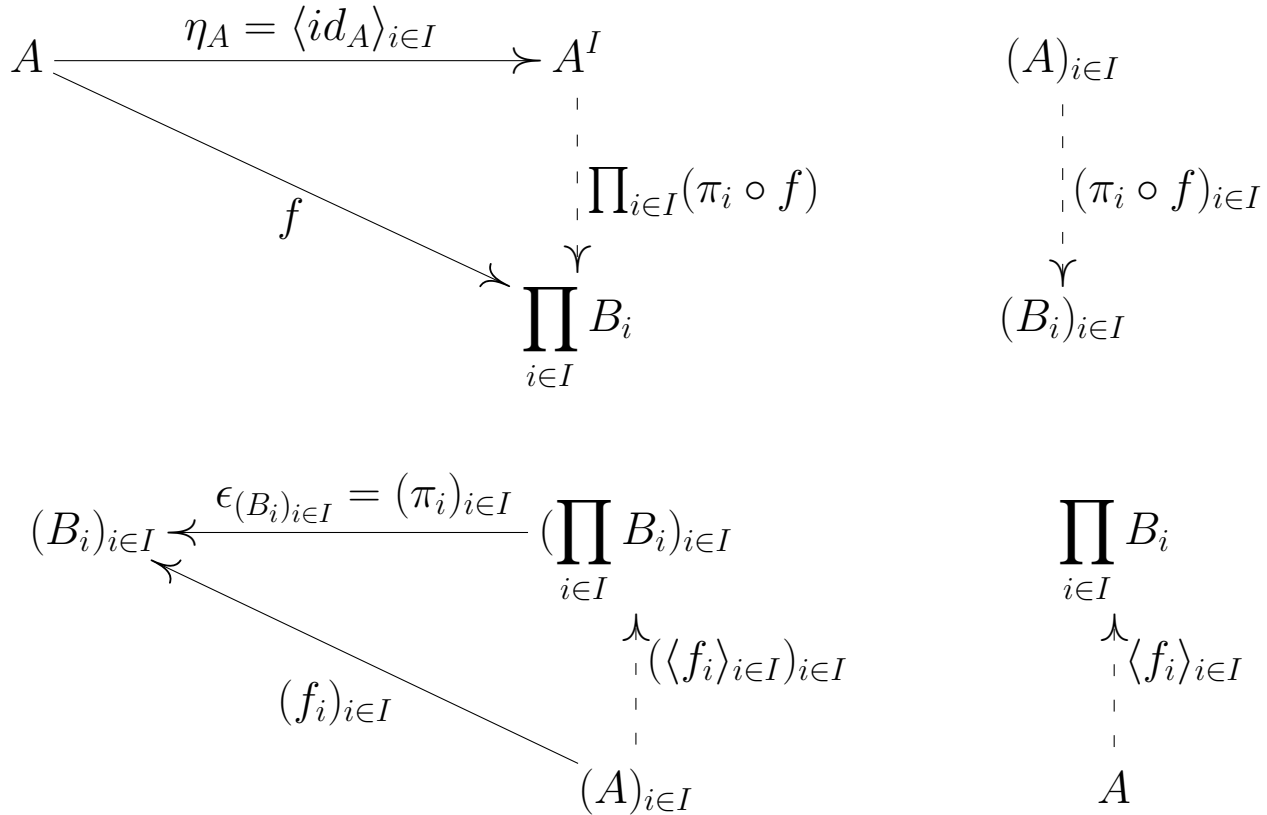 A η_A = ⟨id_A⟩_{i∈I} A^I (A)_{i∈I}
f ∏_{i∈I}(π_i ∘ f) (π_i ∘ f)_{i∈I}
∏_{i∈I} B_i (B_i)_{i∈I}
(B_i)_{i∈I} ϵ_{(B_i)_{i∈I}} = (π_i)_{i∈I} (∏_{i∈I} B_i)_{i∈I} ∏_{i∈I} B_i
(f_i)_{i∈I} (⟨f_i⟩_{i∈I})_{i∈I} ⟨f_i⟩_{i∈I}
(A)_{i∈I} A